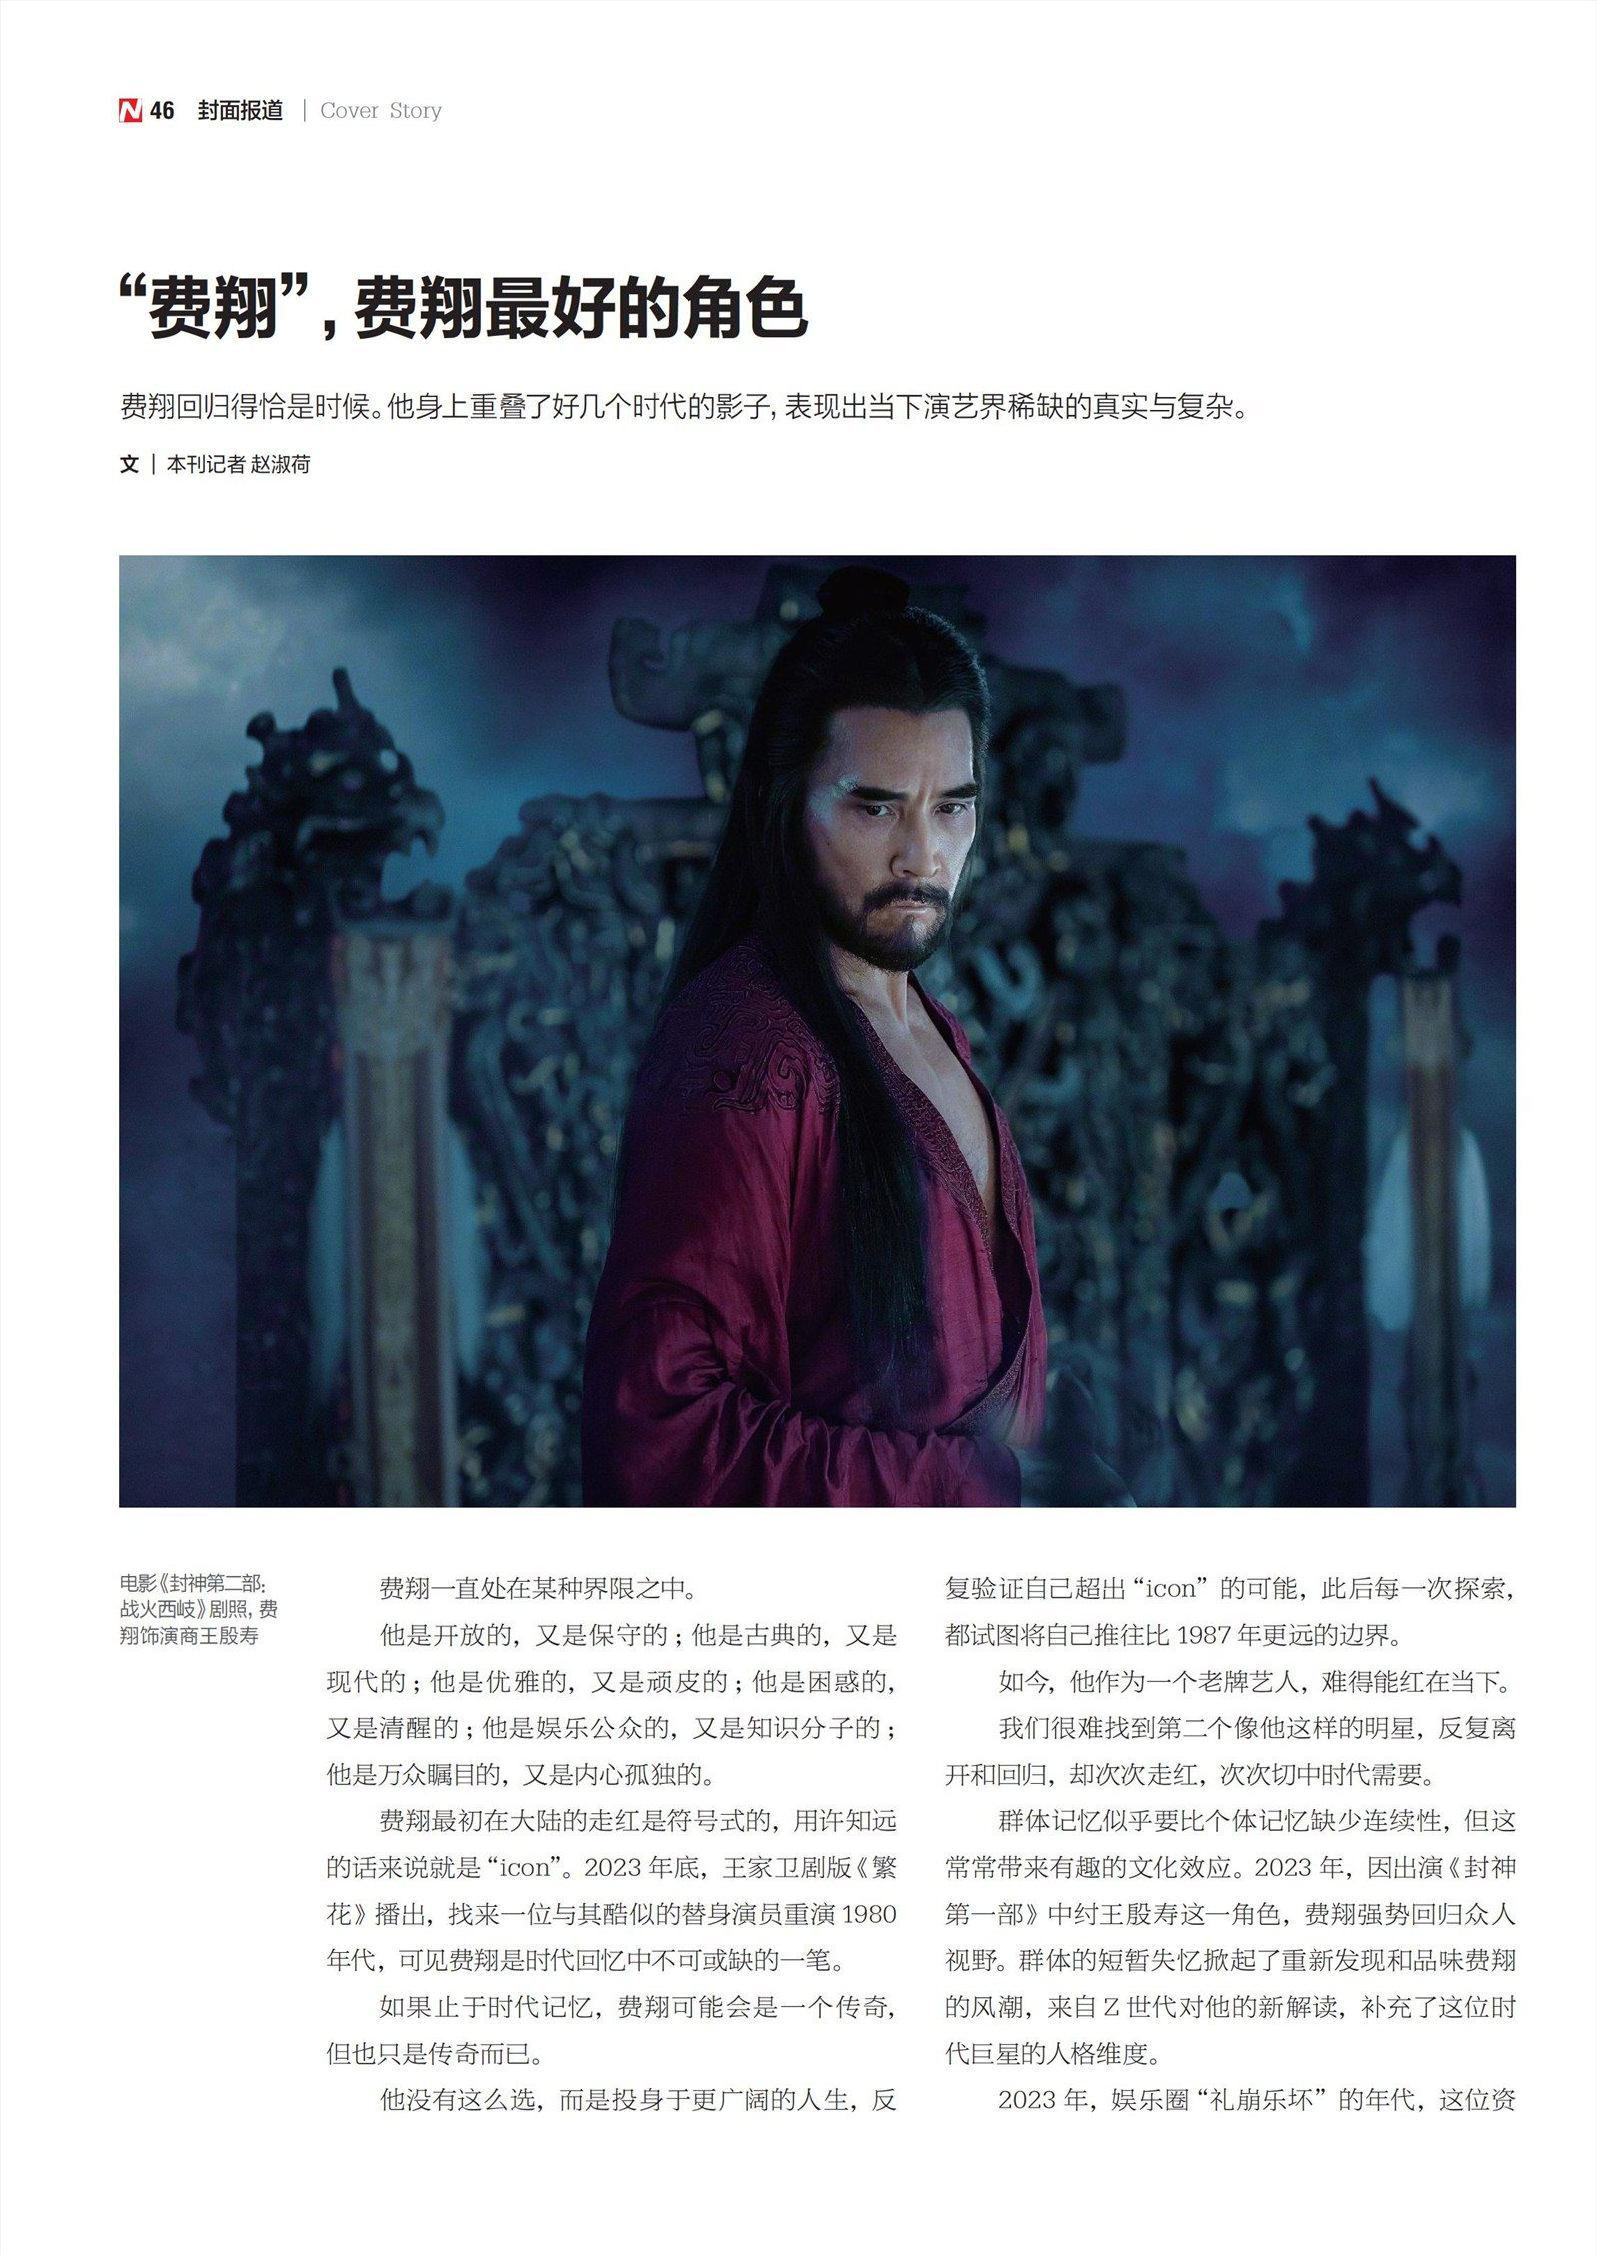 N 46 封面报道 | Cover Story
“费翔”，费翔最好的角色
费翔回归得恰是时候。他身上重叠了好几个时代的影子，表现出当下演艺界稀缺的真实与复杂。
文 | 本刊记者 赵淑荷
电影《封神第二部：
战火西岐》剧照，费
翔饰演商王殷寿
费翔一直处在某种界限之中。
他是开放的，又是保守的；他是古典的，又是
现代的；他是优雅的，又是顽皮的；他是困惑的，
又是清醒的；他是娱乐公众的，又是知识分子的；
他是万众瞩目的，又是内心孤独的。
费翔最初在大陆的走红是符号式的，用许知远
的话来说就是“icon”。2023 年底，王家卫剧版《繁
花》播出，找来一位与其酷似的替身演员重演 1980
年代，可见费翔是时代回忆中不可或缺的一笔。
如果止于时代记忆，费翔可能会是一个传奇，
但也只是传奇而已。
他没有这么选，而是投身于更广阔的人生，反
复验证自己超出“icon”的可能，此后每一次探索，
都试图将自己推往比 1987 年更远的边界。
如今，他作为一个老牌艺人，难得能红在当下。
我们很难找到第二个像他这样的明星，反复离
开和回归，却次次走红，次次切中时代需要。
群体记忆似乎要比个体记忆缺少连续性，但这
常常带来有趣的文化效应。2023 年，因出演《封神
第一部》中纣王殷寿这一角色，费翔强势回归众人
视野。群体的短暂失忆掀起了重新发现和品味费翔
的风潮，来自 Z 世代对他的新解读，补充了这位时
代巨星的人格维度。
2023 年，娱乐圈“礼崩乐坏”的年代，这位资